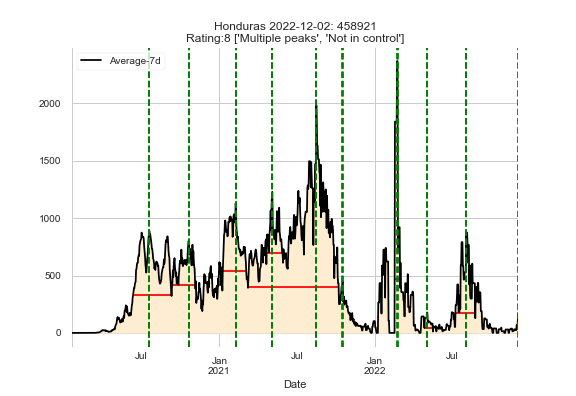 Honduras 2022-12-02: 458921
Rating:8 ['Multiple peaks', 'Not in control']
Average-7d
2000
1500
1000
500
0
Jul
Jan
2021
Jul
Jan
2022
Jul
Date